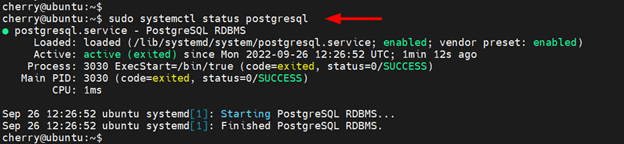 cherry@ubuntu:~$
cherry@ubuntu:~$ sudo systemctl status postgresql
● postgresql.service - PostgreSQL RDBMS
Loaded: loaded (/lib/systemd/system/postgresql.service; enabled; vendor preset: enabled)
Active: active (exited) since Mon 2022-09-26 12:26:52 UTC; 1min 12s ago
Process: 3030 ExecStart=/bin/true (code=exited, status=0/SUCCESS)
Main PID: 3030 (code=exited, status=0/SUCCESS)
CPU: 1ms

Sep 26 12:26:52 ubuntu systemd[1]: Starting PostgreSQL RDBMS...
Sep 26 12:26:52 ubuntu systemd[1]: Finished PostgreSQL RDBMS.
cherry@ubuntu:~$